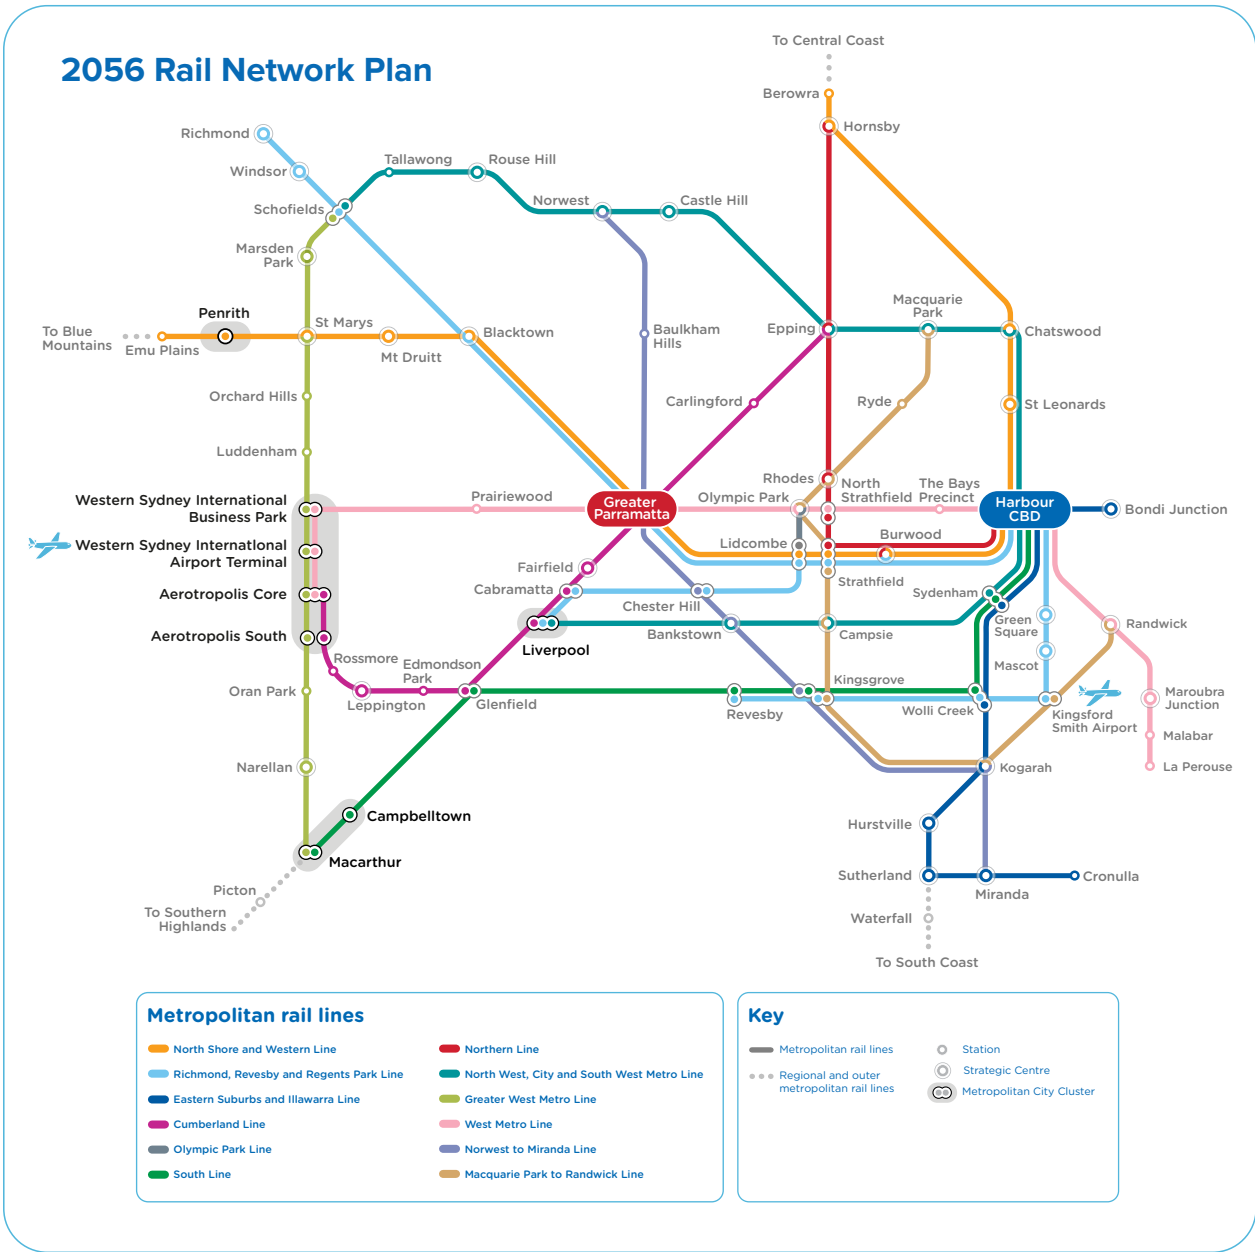 2056 Rail Network Plan
To Central Coast
Berowra
Hornsby
Richmond
Windsor
Tallawong
Rouse Hill
Schofields
Norwest
Castle Hill
Marsden
Park
Penrith
St Marys
To Blue
Mountains
Emu Plains
Mt Druitt
Blacktown
Baulkham
Hills
Epping
Macquarie
Park
Chatswood
Orchard Hills
Carlingford
Ryde
St Leonards
Luddenham
Western Sydney International
Business Park
Prairiewood
Greater
Parramatta
Olympic Park
Rhodes
North
Strathfield
The Bays
Precinct
Harbour
CBD
Bondi Junction
Western Sydney International
Airport Terminal
Lidcombe
Burwood
Fairfield
Strathfield
Aerotropolis Core
Cabramatta
Chester Hill
Sydenham
Green
Square
Randwick
Aerotropolis South
Liverpool
Bankstown
Campsie
Mascot
Rossmore
Edmondson
Park
Oran Park
Leppington
Glenfield
Revesby
Kingsgrove
Wolli Creek
Kingsford
Smith Airport
Maroubra
Junction
Malabar
Narellan
Kogarah
La Perouse
Campbelltown
Hurstville
Macarthur
Sutherland
Miranda
Cronulla
Picton
To Southern
Highlands
Waterfall
To South Coast
Metropolitan rail lines
North Shore and Western Line
Richmond, Revesby and Regents Park Line
Eastern Suburbs and Illawarra Line
Cumberland Line
Olympic Park Line
South Line
Northern Line
North West, City and South West Metro Line
Greater West Metro Line
West Metro Line
Norwest to Miranda Line
Macquarie Park to Randwick Line
Key
Metropolitan rail lines
Regional and outer
metropolitan rail lines
Station
Strategic Centre
Metropolitan City Cluster